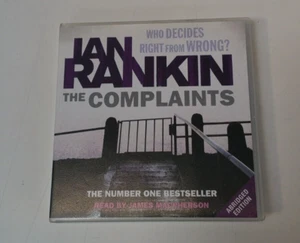 WHO DECIDES
RIGHT FROM WRONG?
IAN
RANKIN
THE COMPLAINTS
THE NUMBER ONE BESTSELLER
READ BY JAMES MACPHERSON
ABRIDGED
EDITION